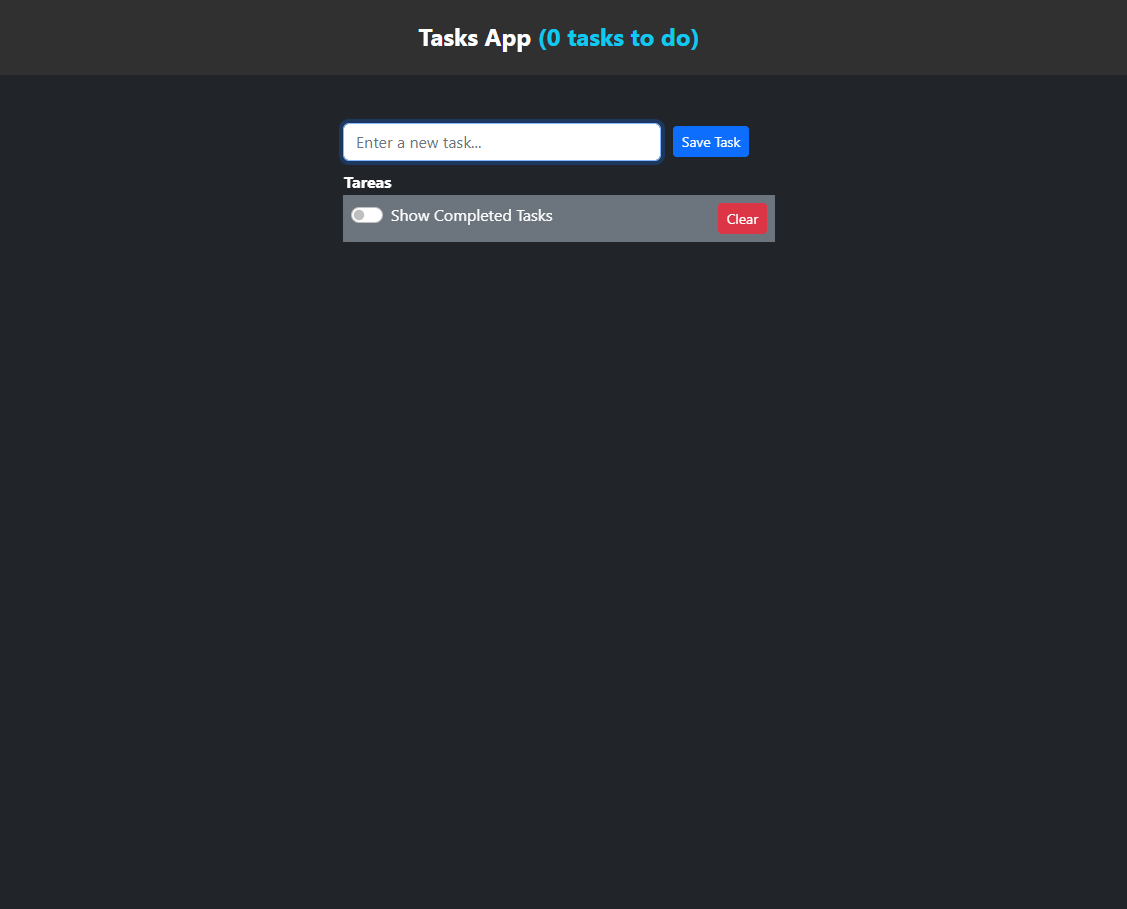 Tasks App (0 tasks to do)
Enter a new task...
Save Task
Tareas
Show Completed Tasks
Clear